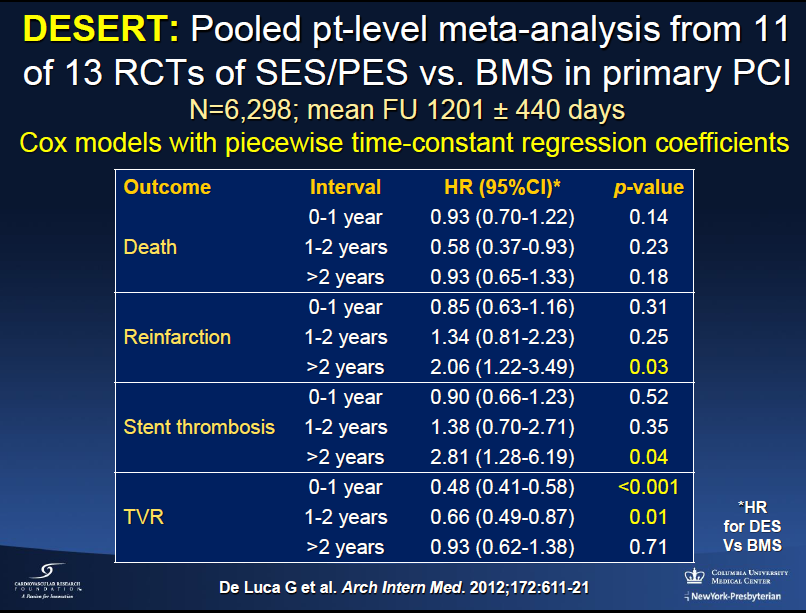 DESERT: Pooled pt-level meta-analysis from 11
of 13 RCTs of SES/PES vs. BMS in primary PCI
N=6,298; mean FU 1201 ± 440 days
Cox models with piecewise time-constant regression coefficients
Outcome Interval HR (95%CI)* p-value
0-1 year 0.93 (0.70-1.22) 0.14
Death 1-2 years 0.58 (0.37-0.93) 0.23
>2 years 0.93 (0.65-1.33) 0.18
0-1 year 0.85 (0.63-1.16) 0.31
Reinfarction 1-2 years 1.34 (0.81-2.23) 0.25
>2 years 2.06 (1.22-3.49) 0.03
0-1 year 0.90 (0.66-1.23) 0.52
Stent thrombosis 1-2 years 1.38 (0.70-2.71) 0.35
>2 years 2.81 (1.28-6.19) 0.04
0-1 year 0.48 (0.41-0.58) <0.001
TVR 1-2 years 0.66 (0.49-0.87) 0.01
>2 years 0.93 (0.62-1.38) 0.71
*HR
for DES
Vs BMS
CARDIOVASCULAR RESEARCH
FOUNDATION
A Passion for Innovation
De Luca G et al. Arch Intern Med. 2012;172:611-21
COLUMBIA UNIVERSITY
MEDICAL CENTER
NewYork-Presbyterian